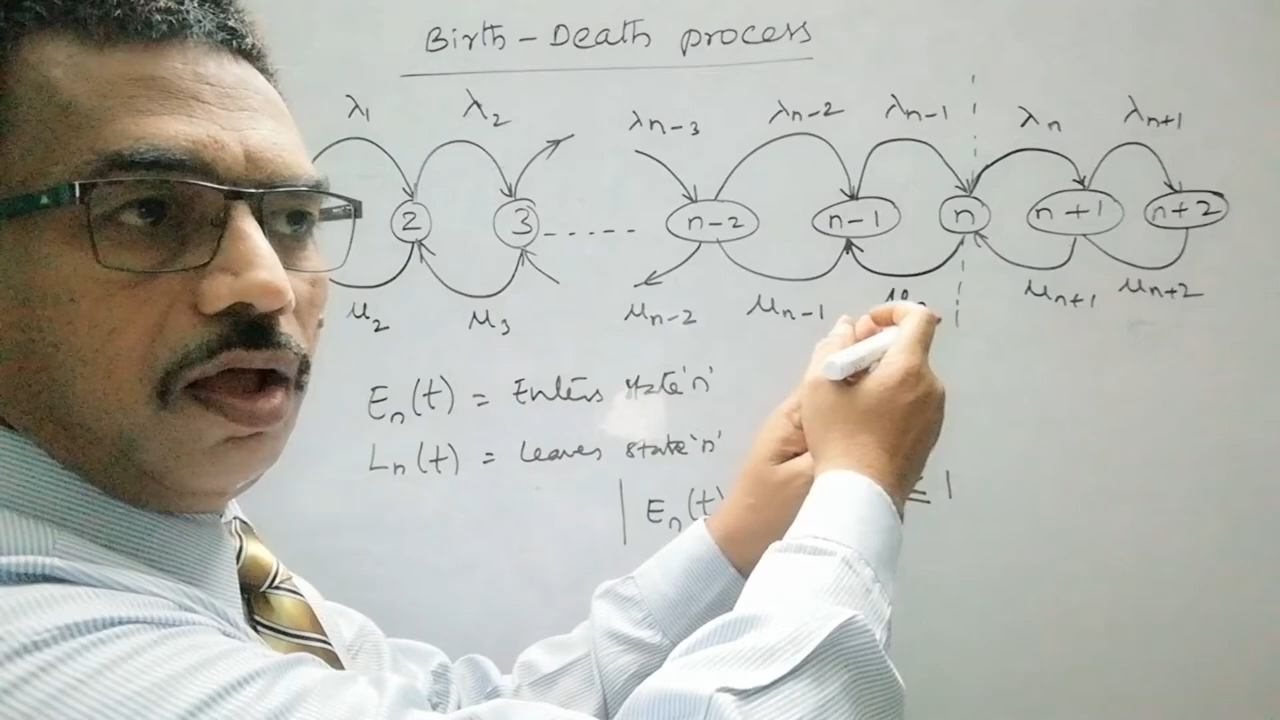 Birth - Death process
λ1 λ2 λn-3 λn-2 λn-1 λn λn+1
2 3 ..... n-2 n-1 n n+1 n+2
μ2 μ3 μn-2 μn-1 μn μn+1 μn+2
En(t) = Enters state 'n'
Ln(t) = Leaves state 'n'
| En(t) ≤ 1